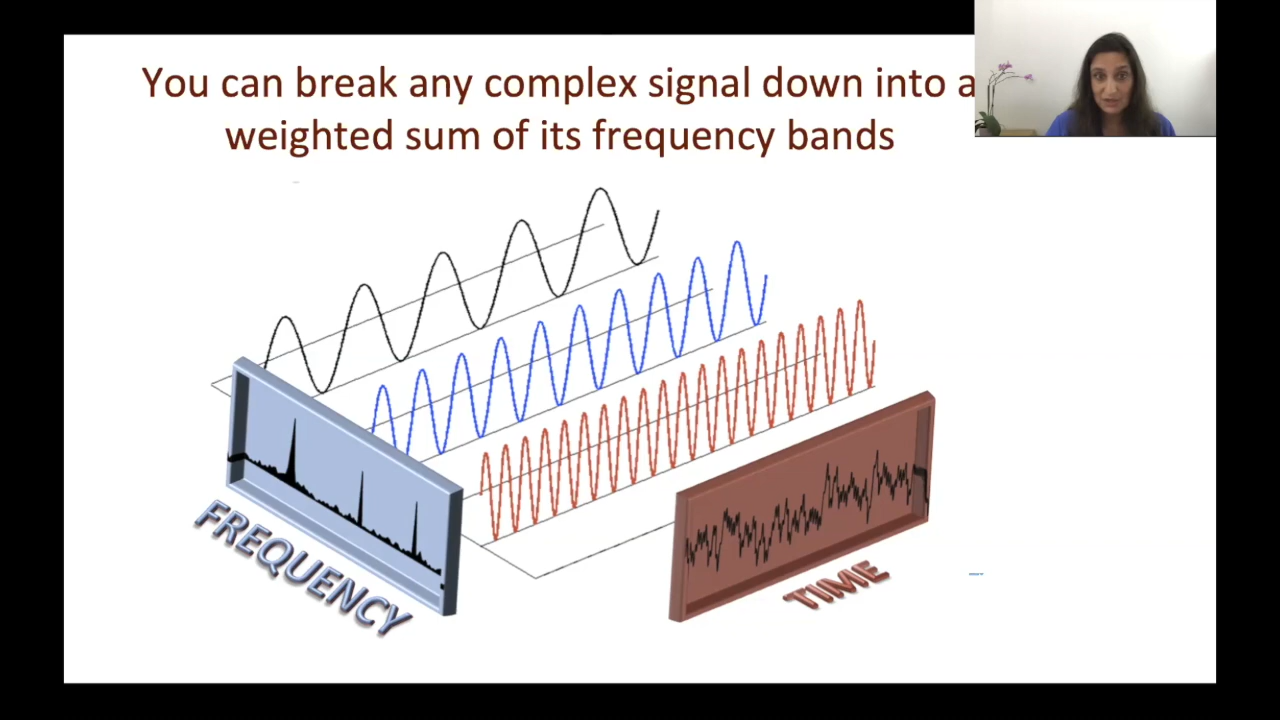 You can break any complex signal down into a
weighted sum of its frequency bands
FREQUENCY
TIME